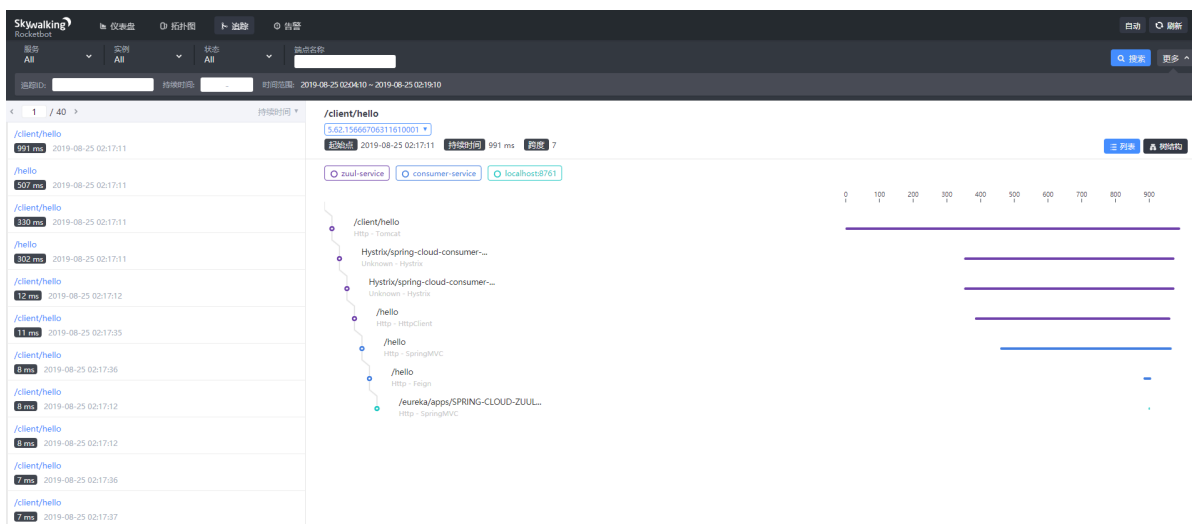 Skywalking
Rocketbot
仪表盘 拓扑图 追踪 告警 自动 刷新
服务 实例 状态 端点名称
All All All
搜索 更多
追踪ID: 持续时间: - 时间范围: 2019-08-25 02:04:10 ~ 2019-08-25 02:19:10
1 / 40 持续时间
/client/hello
991 ms 2019-08-25 02:17:11
/hello
507 ms 2019-08-25 02:17:11
/client/hello
330 ms 2019-08-25 02:17:11
/hello
302 ms 2019-08-25 02:17:11
/client/hello
12 ms 2019-08-25 02:17:12
/client/hello
11 ms 2019-08-25 02:17:35
/client/hello
8 ms 2019-08-25 02:17:36
/client/hello
8 ms 2019-08-25 02:17:12
/client/hello
8 ms 2019-08-25 02:17:12
/client/hello
7 ms 2019-08-25 02:17:36
/client/hello
7 ms 2019-08-25 02:17:37
/client/hello
5.62.15666706311610001
起始点 2019-08-25 02:17:11 持续时间 991 ms 跨度 7
列表 树结构
zuul-service consumer-service localhost:8761
0 100 200 300 400 500 600 700 800 900
/client/hello
Http - Tomcat
Hystrix/spring-cloud-consumer-...
Unknown - Hystrix
Hystrix/spring-cloud-consumer-...
Unknown - Hystrix
/hello
Http - HttpClient
/hello
Http - SpringMVC
/hello
Http - Feign
/eureka/apps/SPRING-CLOUD-ZUUL...
Http - SpringMVC